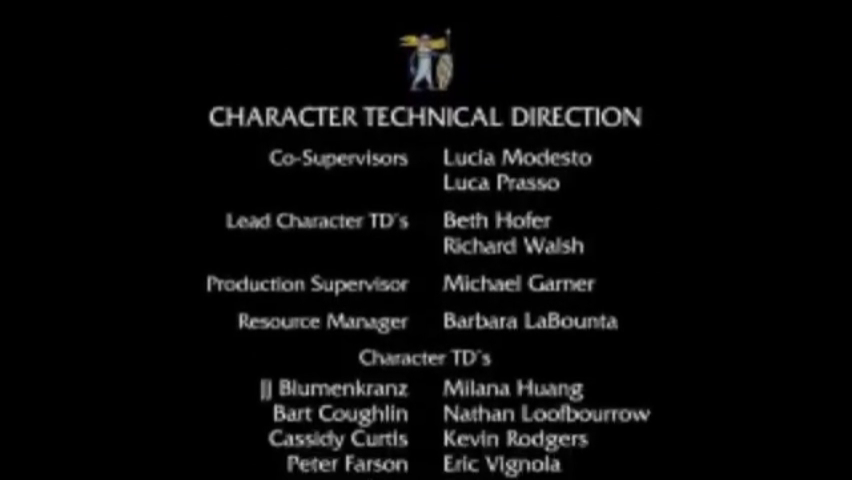 CHARACTER TECHNICAL DIRECTION
Co-Supervisors Lucia Modesto
Luca Prasso
Lead Character TD's Beth Hofer
Richard Walsh
Production Supervisor Michael Garner
Resource Manager Barbara LaBounta
Character TD's
JJ Blumenkranz Milana Huang
Bart Coughlin Nathan Loofbourrow
Cassidy Curtis Kevin Rodgers
Peter Farson Eric Vignola